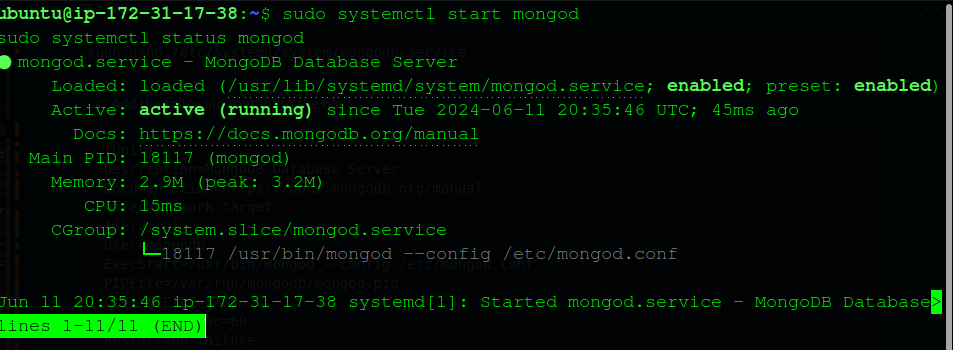 ubuntu@ip-172-31-17-38:~$ sudo systemctl start mongod
sudo systemctl status mongod
● mongod.service - MongoDB Database Server
Loaded: loaded (/usr/lib/systemd/system/mongod.service; enabled; preset: enabled)
Active: active (running) since Tue 2024-06-11 20:35:46 UTC; 45ms ago
Docs: https://docs.mongodb.org/manual
Main PID: 18117 (mongod)
Memory: 2.9M (peak: 3.2M)
CPU: 15ms
CGroup: /system.slice/mongod.service
└─18117 /usr/bin/mongod --config /etc/mongod.conf
Jun 11 20:35:46 ip-172-31-17-38 systemd[1]: Started mongod.service - MongoDB Database>
lines 1-11/11 (END)